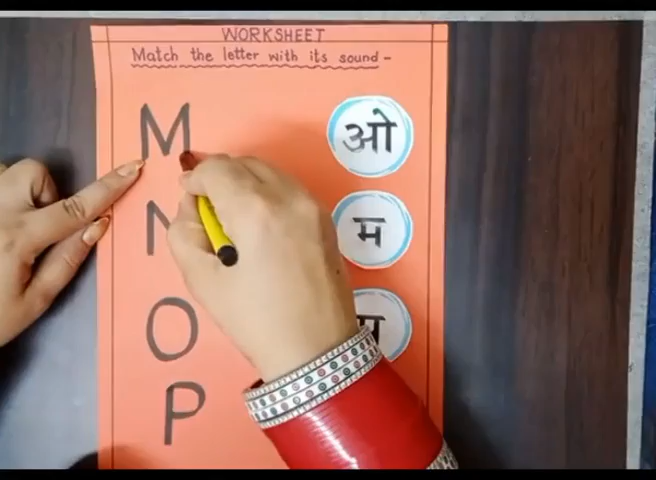 WORKSHEET
Match the letter with its sound -
M ओ
N म
O
P